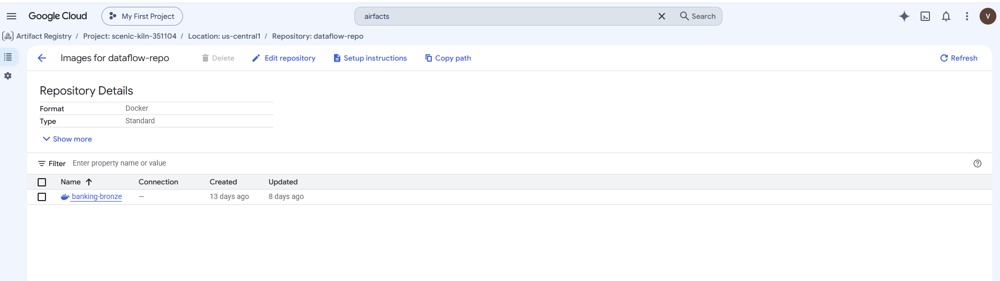 Google Cloud My First Project airfacts Search V
Artifact Registry / Project: scenic-kiln-351104 / Location: us-central1 / Repository: dataflow-repo
Images for dataflow-repo Delete Edit repository Setup instructions Copy path Refresh
Repository Details
Format Docker
Type Standard
Show more
Filter Enter property name or value
Name Connection Created Updated
banking-bronze — 13 days ago 8 days ago